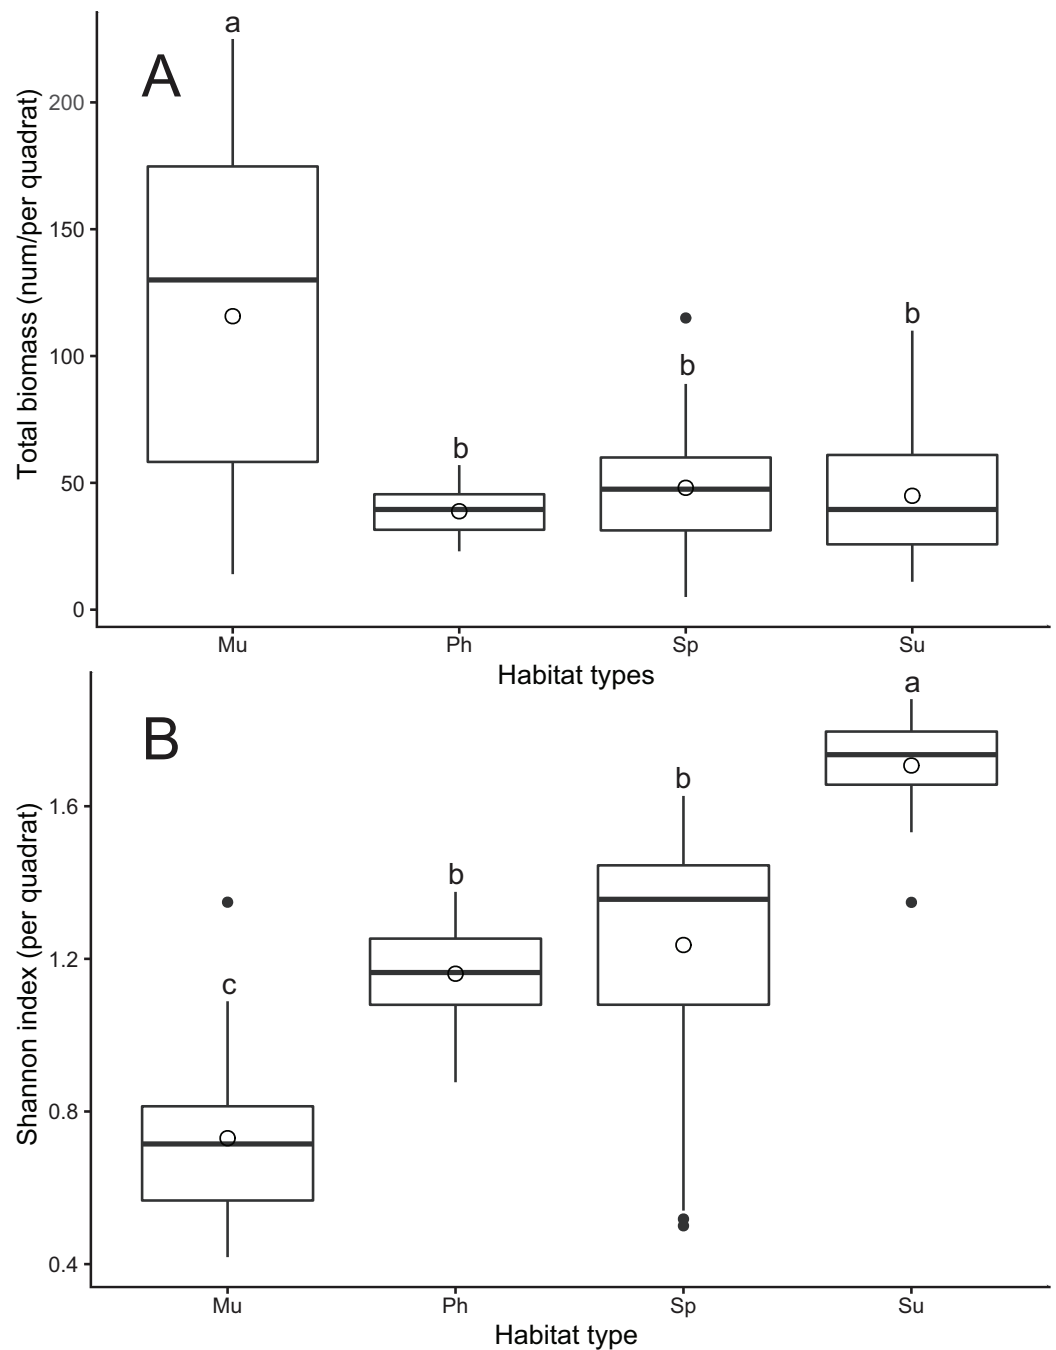 a
A
200
150
100
50
0
b
b
b
Total biomass (num/per quadrat)
Mu Ph Sp Su
Habitat types
a
B
b
b
c
1.6
1.2
0.8
0.4
Shannon index (per quadrat)
Mu Ph Sp Su
Habitat type